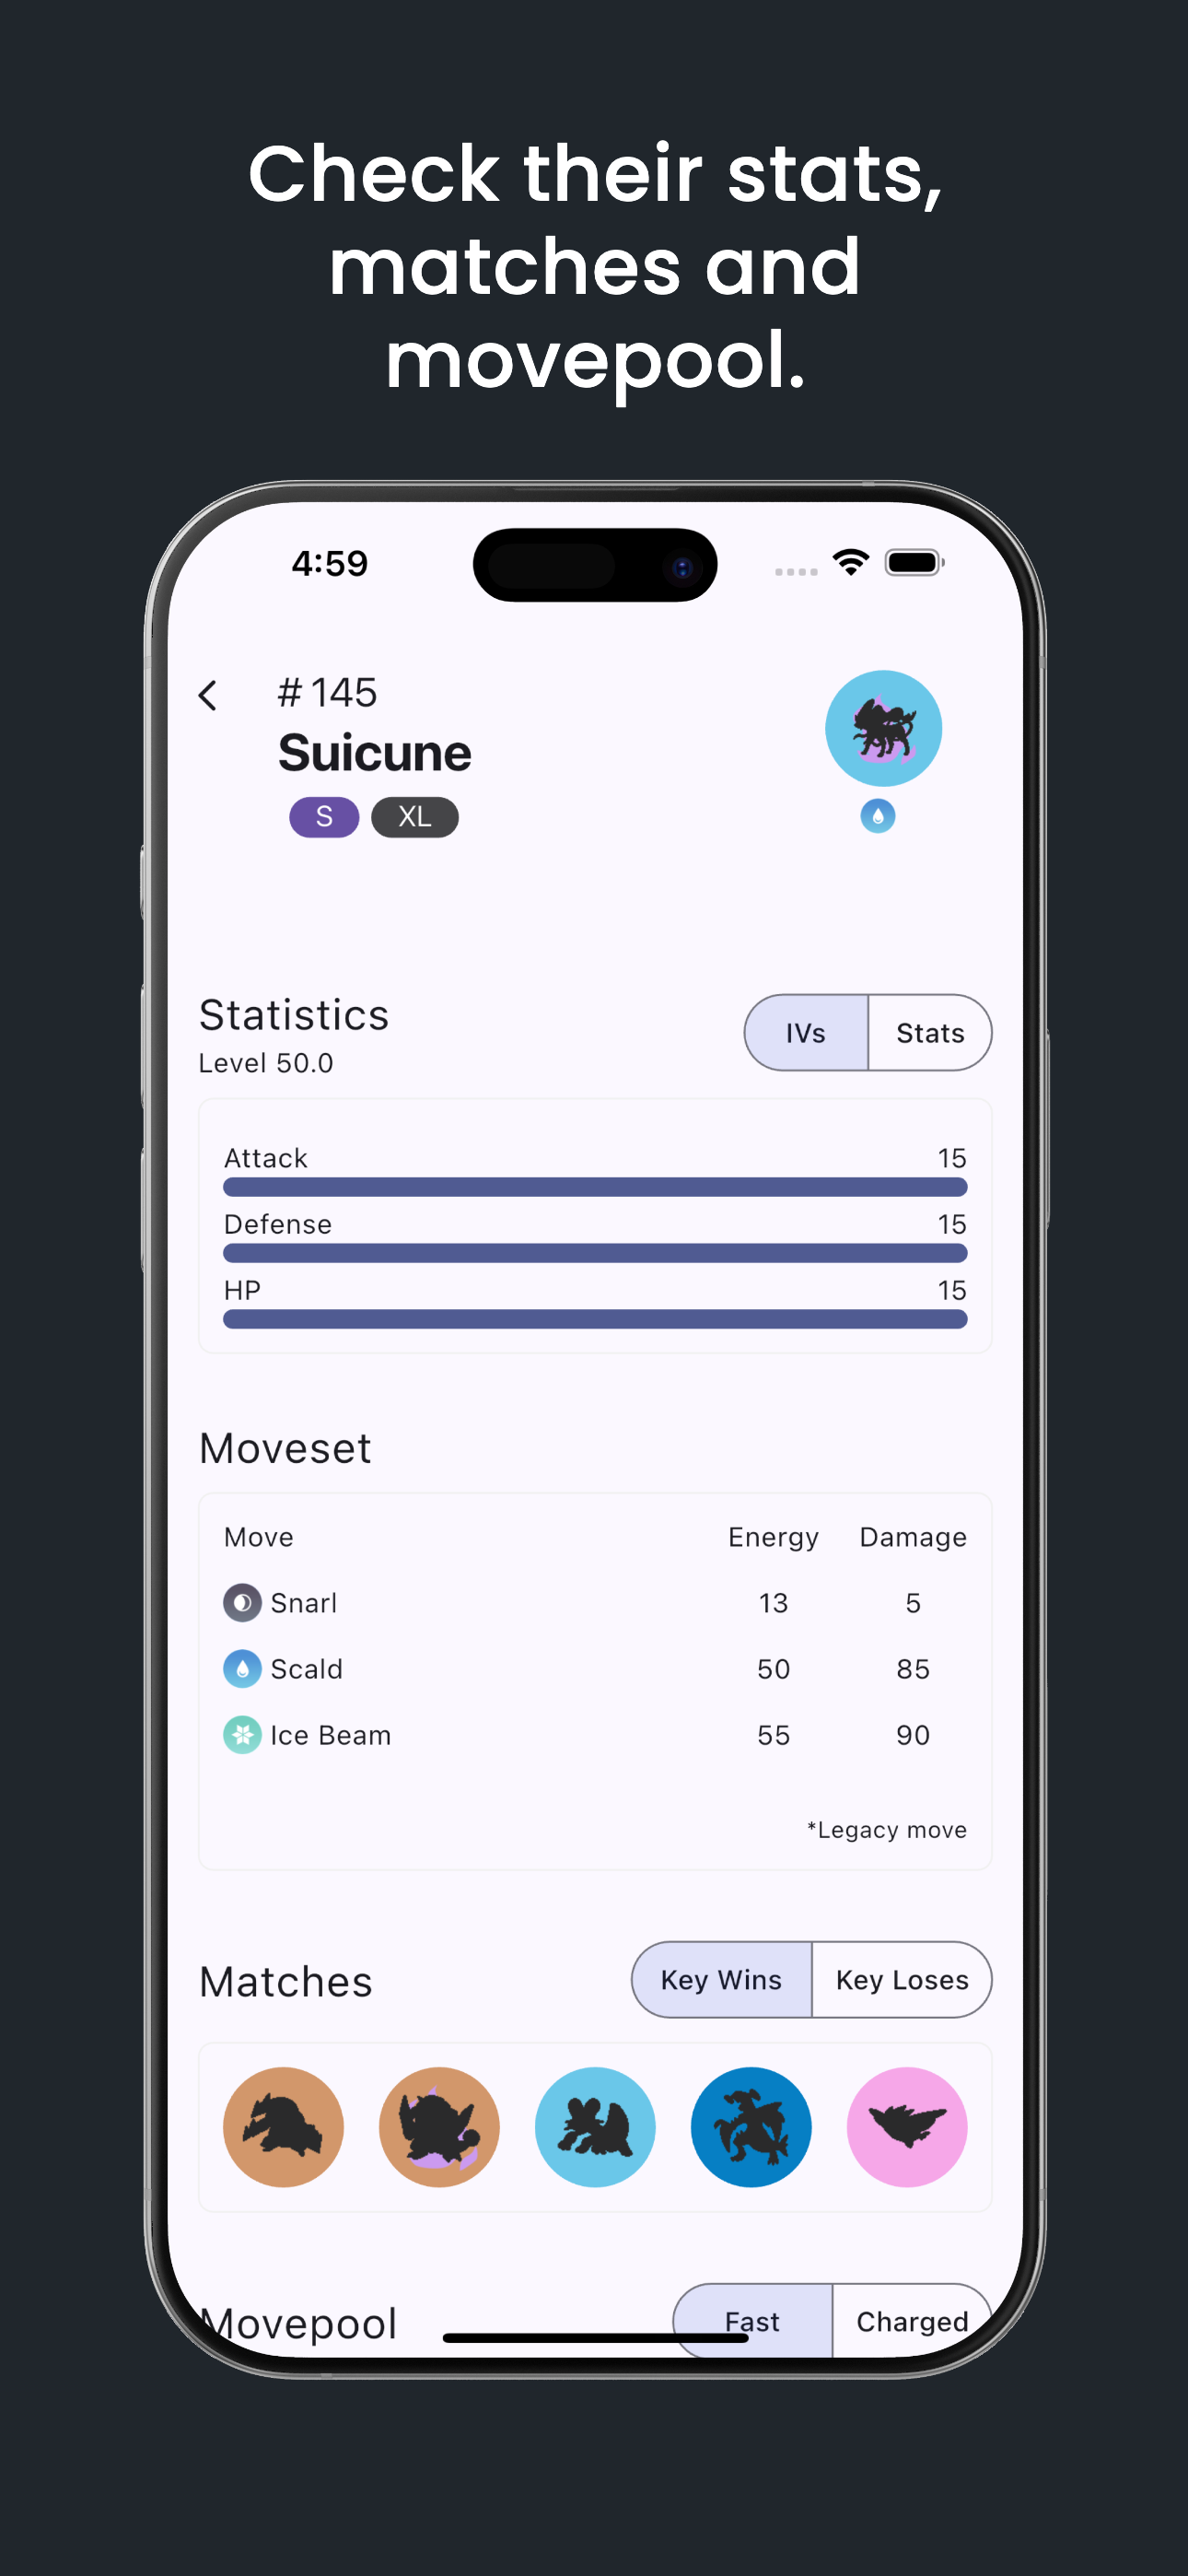 Check their stats,
matches and
movepool.
4:59
# 145
Suicune
S XL
Statistics
Level 50.0
IVs Stats
Attack 15
Defense 15
HP 15
Moveset
Move Energy Damage
Snarl 13 5
Scald 50 85
Ice Beam 55 90
*Legacy move
Matches
Key Wins Key Loses
Movepool
Fast Charged